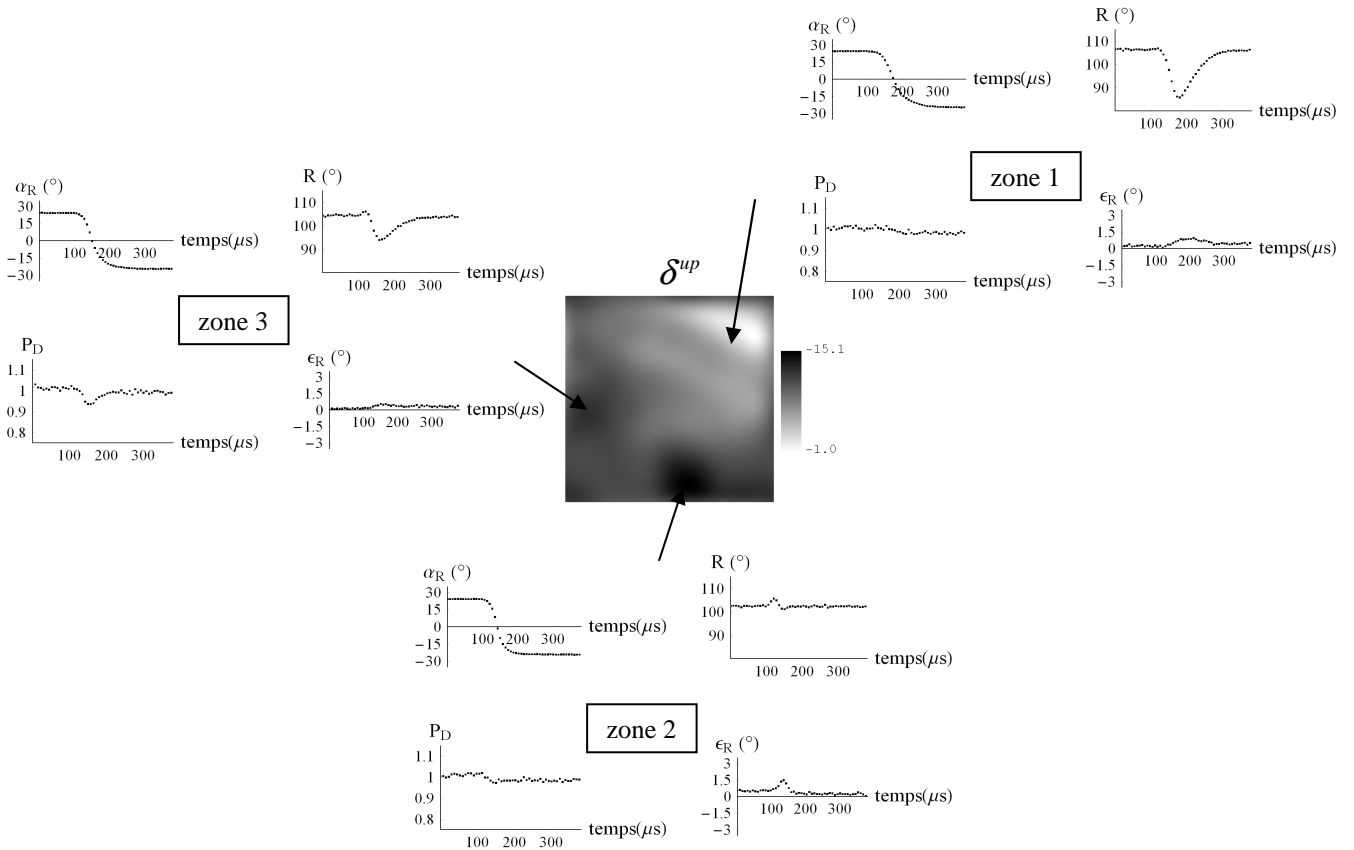 α_R (°)
30
15
0
−15
−30
100 200 300
temps(μs)
R (°)
110
100
90
100 200 300
temps(μs)
zone 1
P_D
1.1
1
0.9
0.8
100 200 300
temps(μs)
ϵ_R (°)
3
1.5
0
−1.5
−3
100 200 300
temps(μs)
α_R (°)
30
15
0
−15
−30
100 200 300
temps(μs)
R (°)
110
100
90
100 200 300
temps(μs)
zone 3
P_D
1.1
1
0.9
0.8
100 200 300
temps(μs)
ϵ_R (°)
3
1.5
0
−1.5
−3
100 200 300
temps(μs)
δ^up
-15.1
-1.0
α_R (°)
30
15
0
−15
−30
100 200 300
temps(μs)
R (°)
110
100
90
100 200 300
temps(μs)
zone 2
P_D
1.1
1
0.9
0.8
100 200 300
temps(μs)
ϵ_R (°)
3
1.5
0
−1.5
−3
100 200 300
temps(μs)